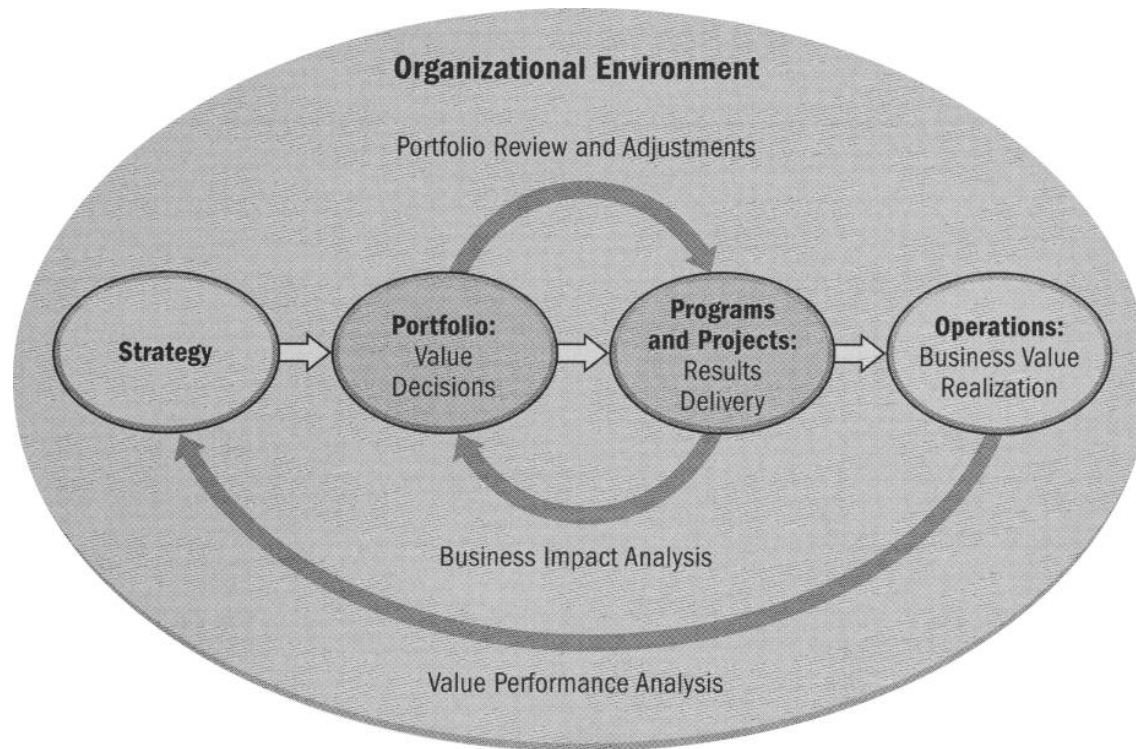 Organizational Environment
Portfolio Review and Adjustments
Strategy
Portfolio:
Value
Decisions
Programs
and Projects:
Results
Delivery
Operations:
Business Value
Realization
Business Impact Analysis
Value Performance Analysis